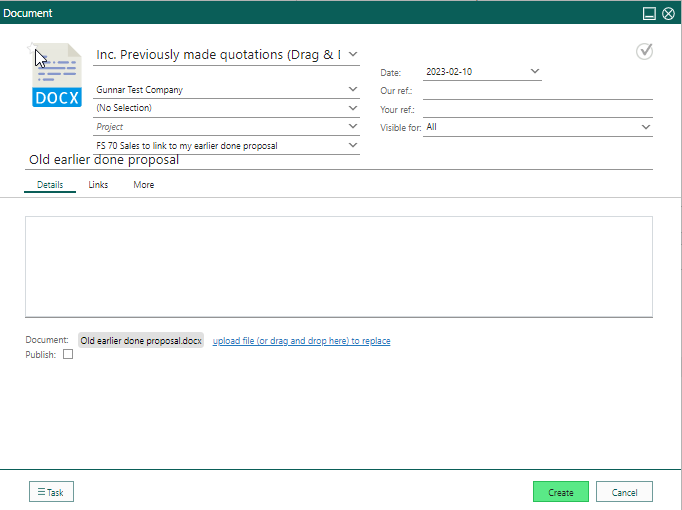 Document
DOCX
Inc. Previously made quotations (Drag & [
Gunnar Test Company
(No Selection)
Project
FS 70 Sales to link to my earlier done proposal
Date: 2023-02-10
Our ref.:
Your ref.:
Visible for: All
Old earlier done proposal
Details Links More
Document: Old earlier done proposal.docx upload file (or drag and drop here) to replace
Publish:
Task Create Cancel